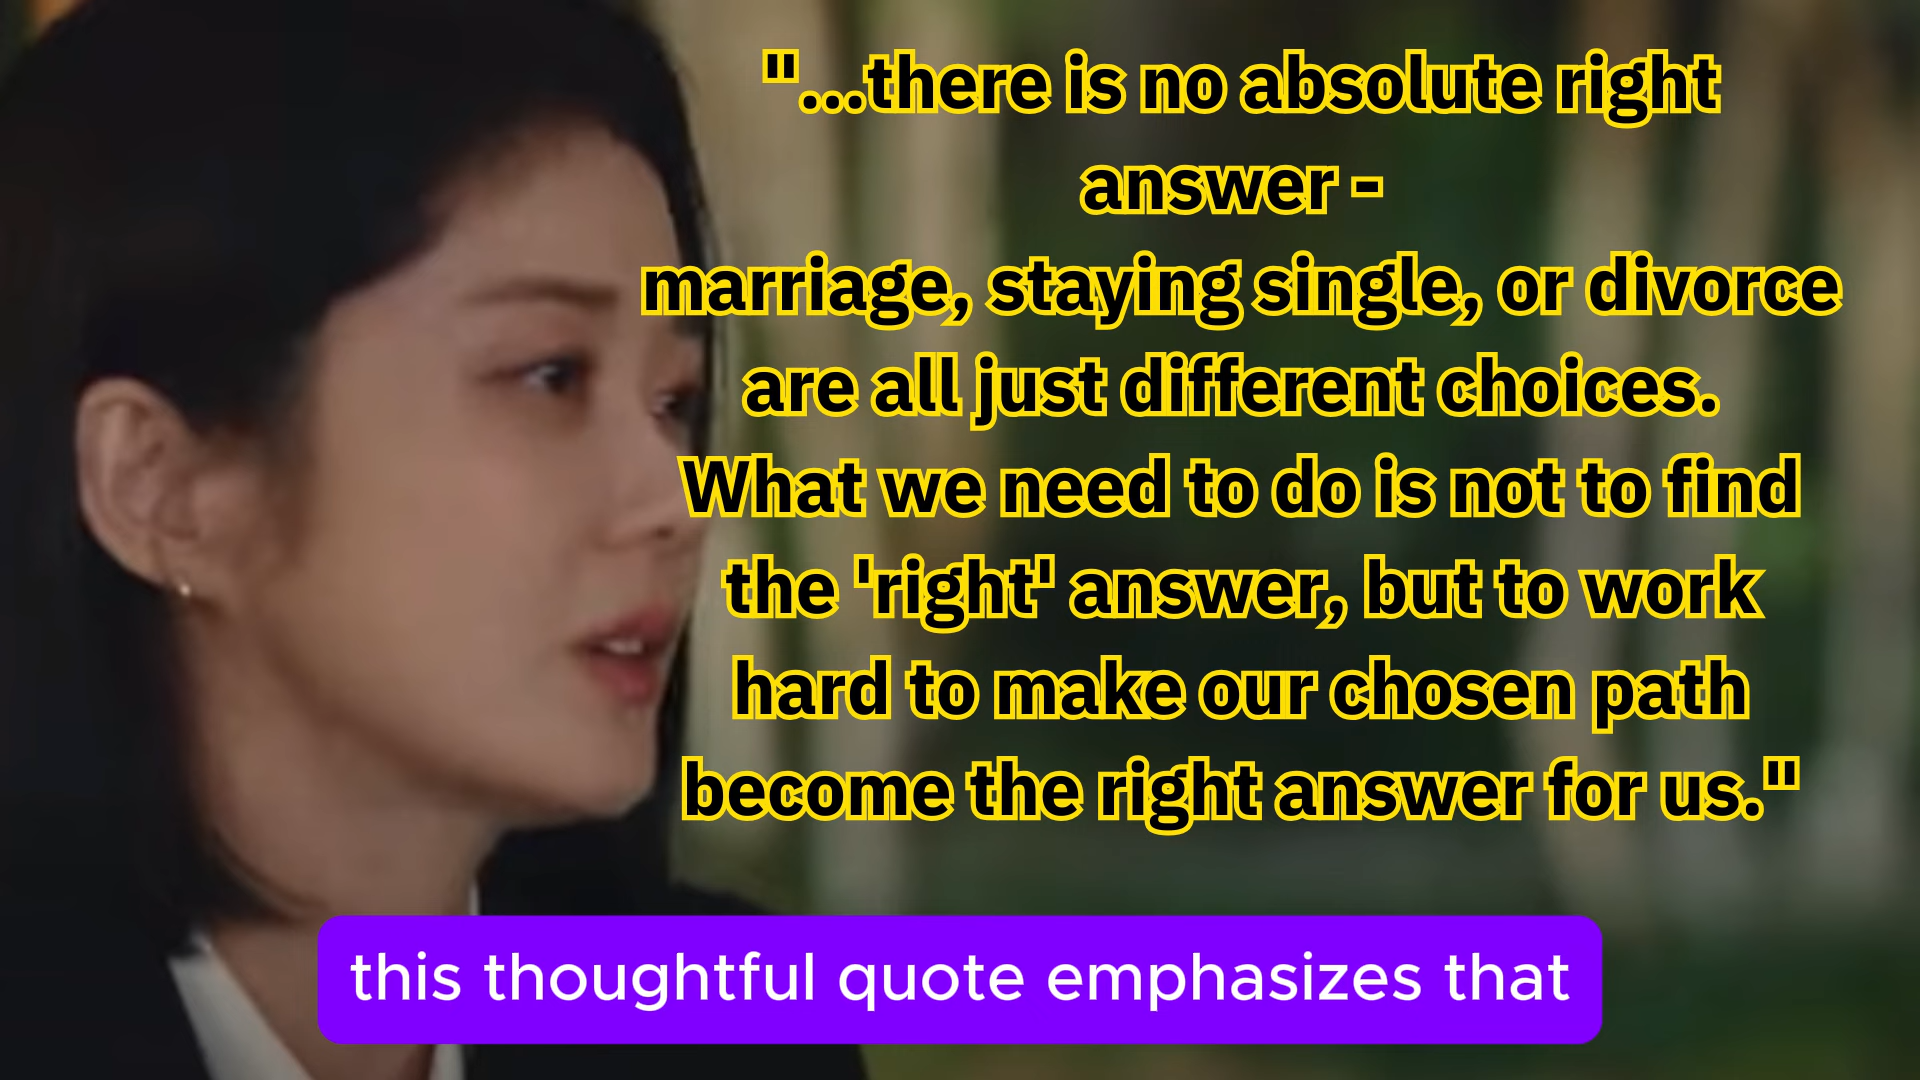 "...there is no absolute right
answer -
marriage, staying single, or divorce
are all just different choices.
What we need to do is not to find
the 'right' answer, but to work
hard to make our chosen path
become the right answer for us."
this thoughtful quote emphasizes that